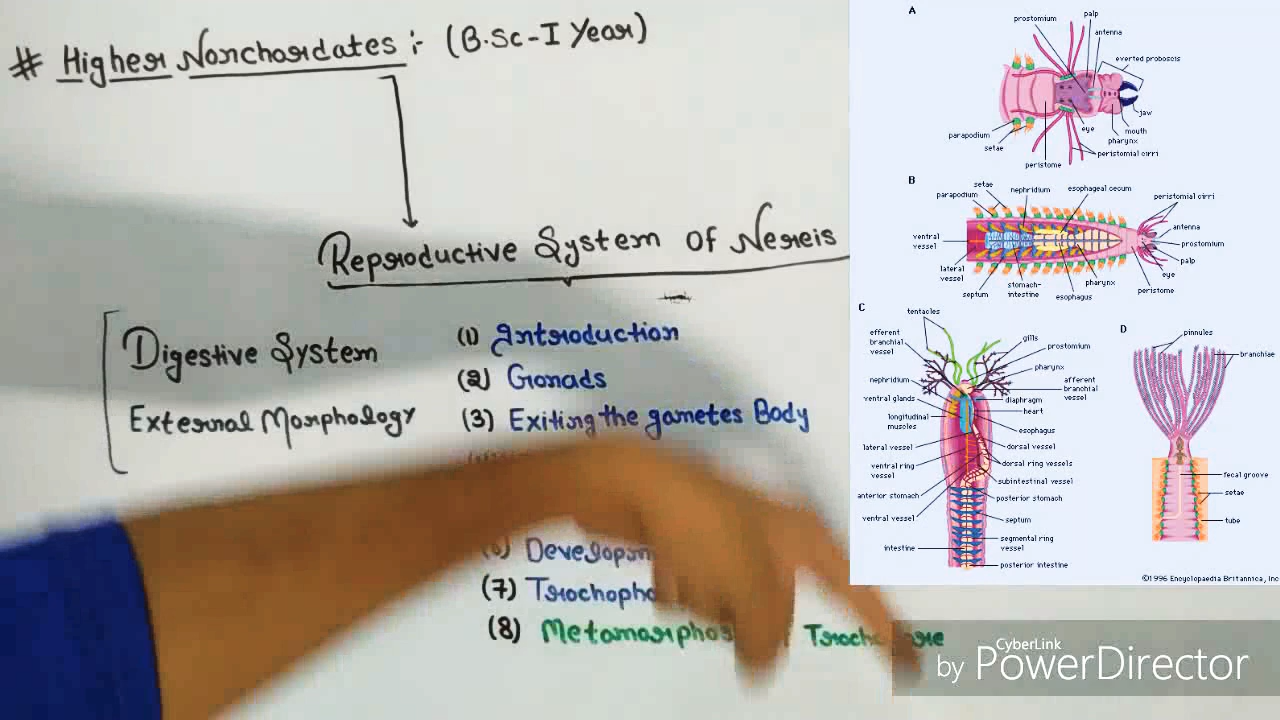 # Higher Nonchordates :- (B.Sc-I Year)
Reproductive System Of Nereis
Digestive System
External Morphology
(1) Introduction
(2) Gonads
(3) Exiting the gametes Body
(7)
(8)
A
prostomium
palp
antenna
everted proboscis
jaw
mouth
pharynx
eye
peristomial cirri
parapodium
setae
peristome
B
setae
parapodium
nephridium
esophageal cecum
peristomial cirri
antenna
prostomium
palp
eye
peristome
pharynx
esophagus
stomach-
intestine
septum
lateral
vessel
ventral
vessel
C
tentacles
efferent
branchial
vessel
gills
prostomium
pharynx
nephridium
afferent
branchial
vessel
ventral glands
diaphragm
heart
longitudinal
muscles
esophagus
lateral vessel
dorsal vessel
ventral ring
vessel
dorsal ring vessels
subintestinal vessel
anterior stomach
posterior stomach
ventral vessel
septum
segmental ring
vessel
intestine
posterior intestine
D
pinnules
branchiae
fecal groove
setae
tube
©1996 Encyclopaedia Britannica, Inc
CyberLink
by PowerDirector